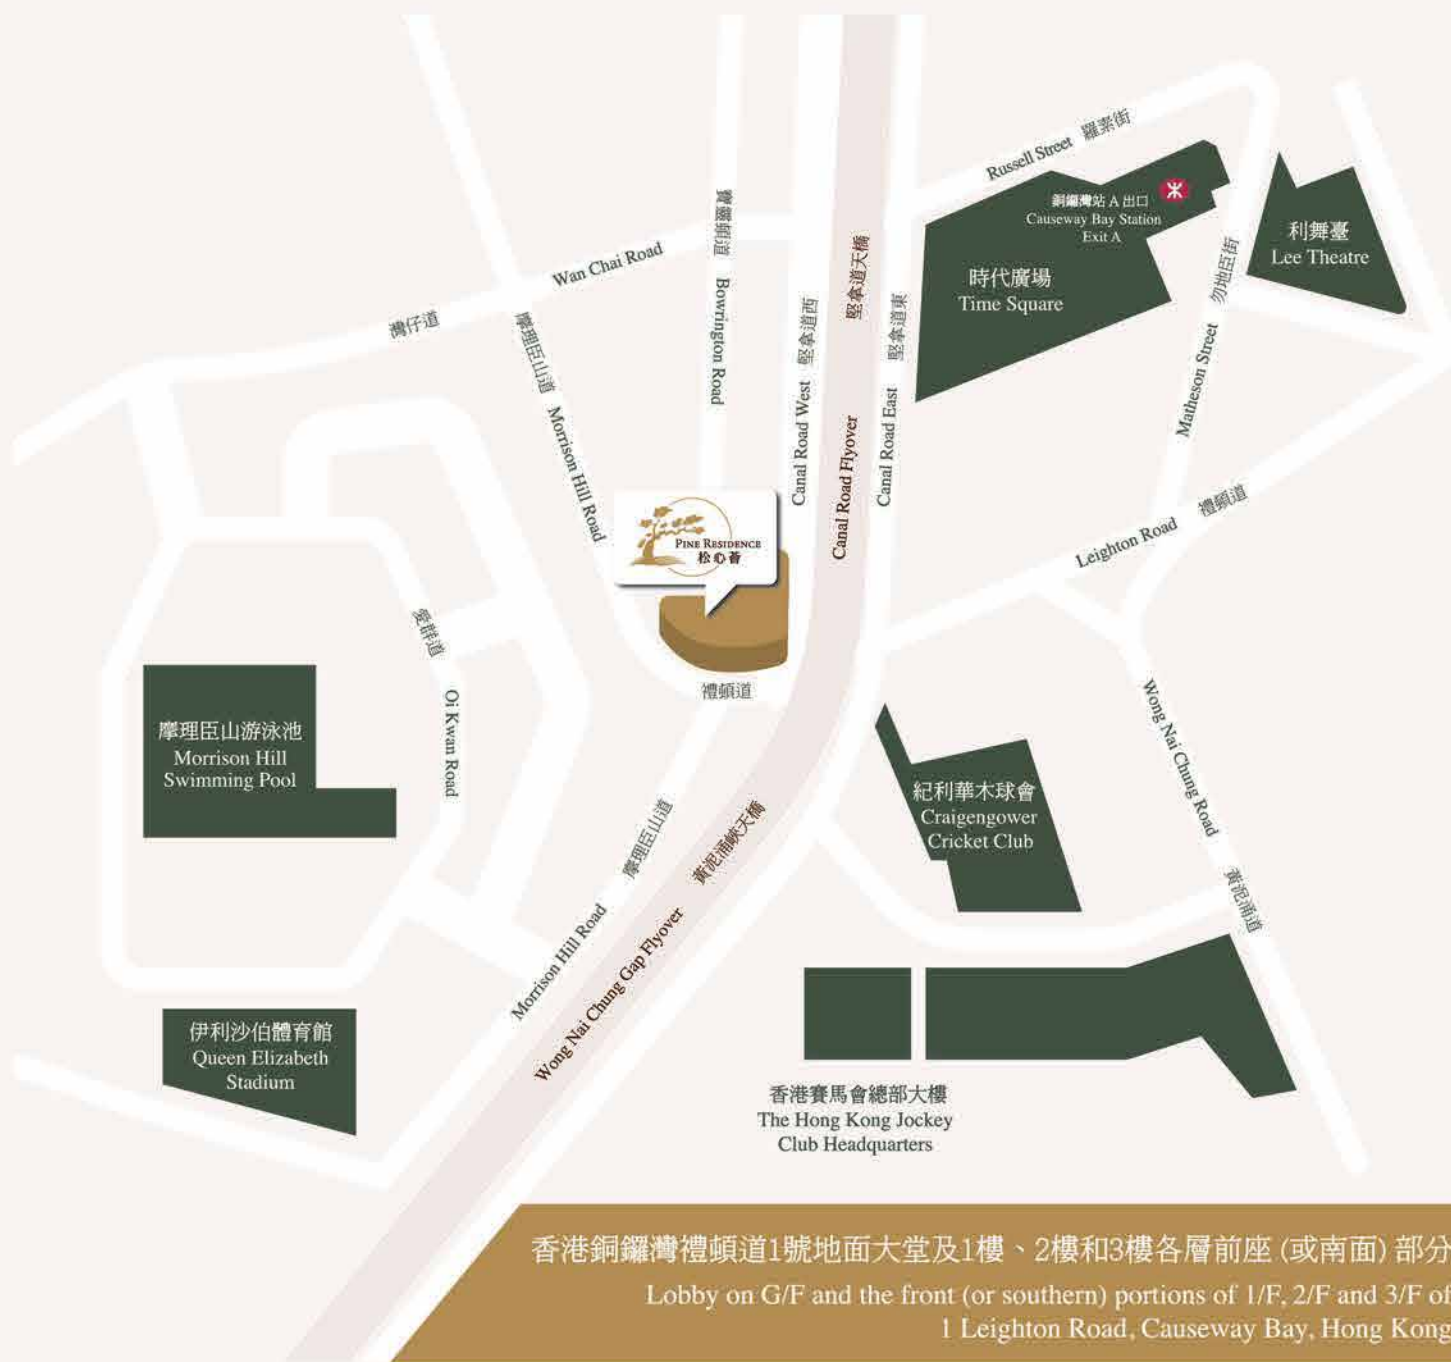 Russell Street 羅素街
銅鑼灣站 A 出口
Causeway Bay Station
Exit A
利舞臺
Lee Theatre
時代廣場
Time Square
Wan Chai Road
灣仔道
寶靈頓道 Bowrington Road
摩理臣山道 Morrison Hill Road
Canal Road West 堅拿道西
Canal Road Flyover 堅拿道天橋
Canal Road East 堅拿道東
Matheson Street 勿地臣街
Leighton Road 禮頓道
PINE RESIDENCE
松心薈
禮頓道
愛群道 Oi Kwan Road
摩理臣山游泳池
Morrison Hill
Swimming Pool
Wong Nai Chung Road 黃泥涌道
紀利華木球會
Craigengower
Cricket Club
Morrison Hill Road 摩理臣山道
Wong Nai Chung Gap Flyover 黃泥涌峽天橋
伊利沙伯體育館
Queen Elizabeth
Stadium
香港賽馬會總部大樓
The Hong Kong Jockey
Club Headquarters
香港銅鑼灣禮頓道1號地面大堂及1樓、2樓和3樓各層前座 (或南面) 部分
Lobby on G/F and the front (or southern) portions of 1/F, 2/F and 3/F of
1 Leighton Road, Causeway Bay, Hong Kong